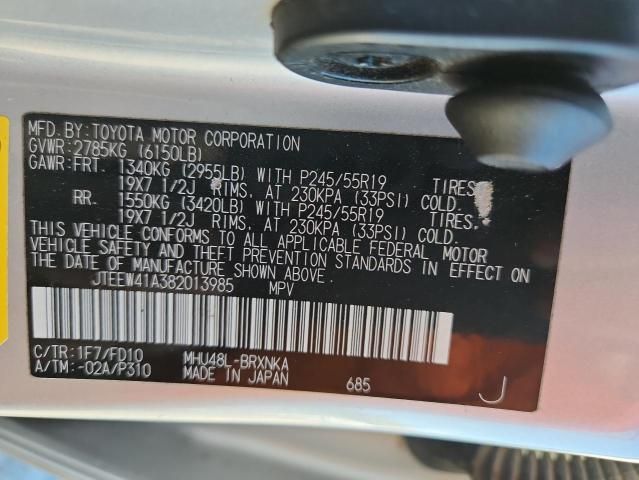 MFD.BY:TOYOTA MOTOR CORPORATION
GVWR:2785KG (6150LB)
GAWR:FRT. 1340KG (2955LB) WITH P245/55R19 TIRES,
19X7 1/2J RIMS, AT 230KPA (33PSI) COLD.
RR. 1550KG (3420LB) WITH P245/55R19 TIRES,
19X7 1/2J RIMS, AT 230KPA (33PSI) COLD.
THIS VEHICLE CONFORMS TO ALL APPLICABLE FEDERAL MOTOR
VEHICLE SAFETY AND THEFT PREVENTION STANDARDS IN EFFECT ON
THE DATE OF MANUFACTURE SHOWN ABOVE.
JTEEW41A382013985 MPV
C/TR:1F7/FD10 MHU48L-BRXNKA
A/TM:-02A/P310 MADE IN JAPAN 685 J